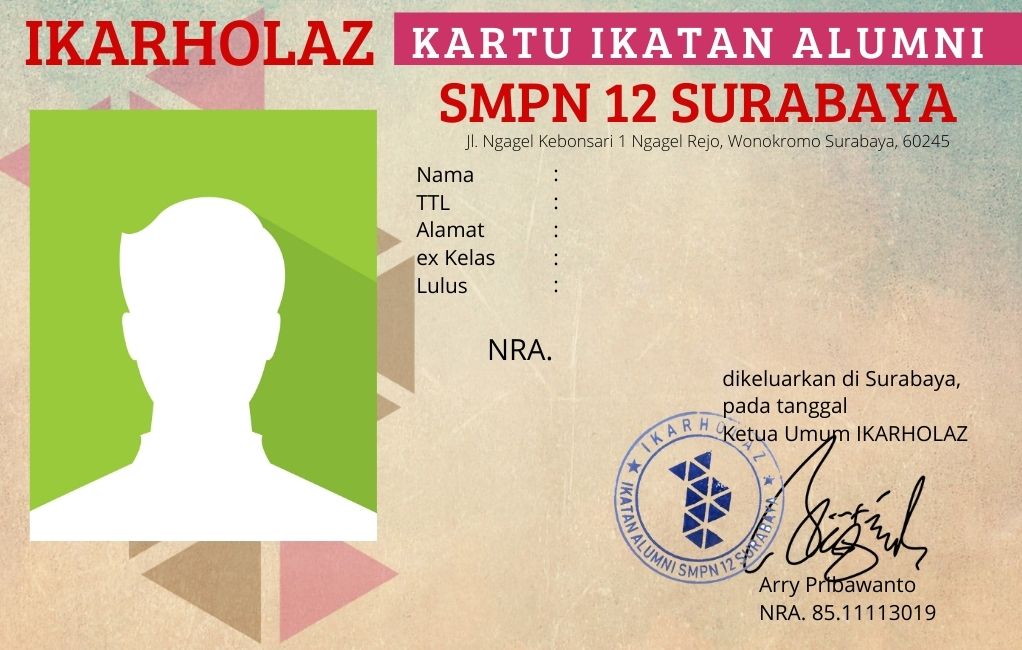 IKARHOLAZ
KARTU IKATAN ALUMNI
SMPN 12 SURABAYA
Jl. Ngagel Kebonsari 1 Ngagel Rejo, Wonokromo Surabaya, 60245
Nama :
TTL :
Alamat :
ex Kelas :
Lulus :
NRA.
dikeluarkan di Surabaya,
pada tanggal
Ketua Umum IKARHOLAZ
IKARHOLAZ
IKATAN ALUMNI SMPN 12 SURABAYA
Arry Pribawanto
NRA. 85.11113019